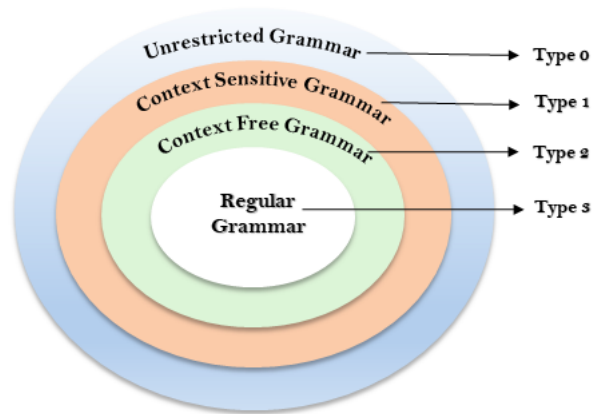 Unrestricted Grammar
Type 0
Context Sensitive Grammar
Type 1
Context Free Grammar
Type 2
Regular
Grammar
Type 3